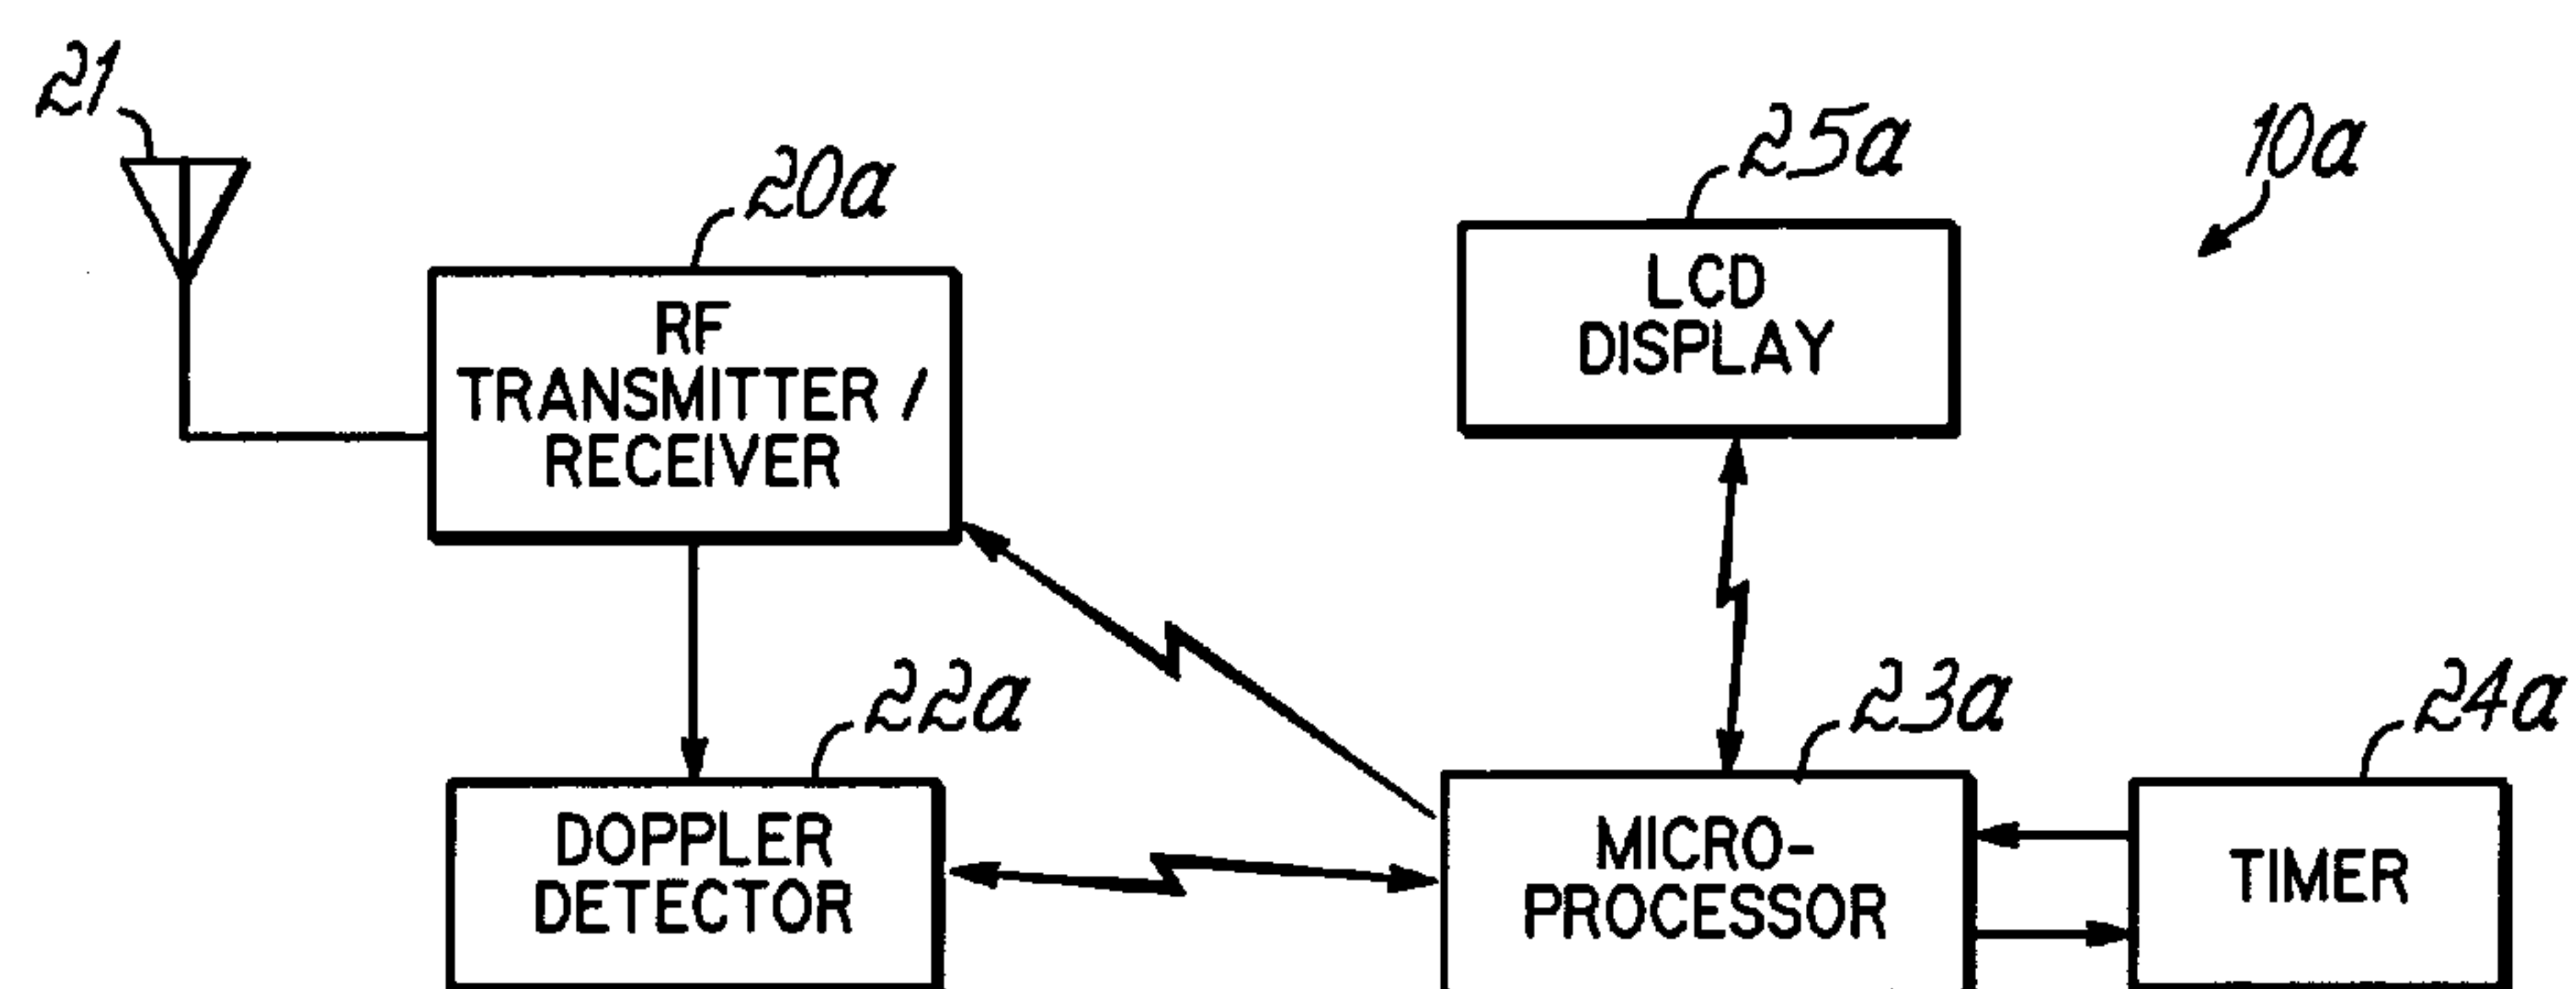 21
20a
25a
10a
RF
TRANSMITTER /
RECEIVER
LCD
DISPLAY
22a
23a
24a
DOPPLER
DETECTOR
MICRO-
PROCESSOR
TIMER